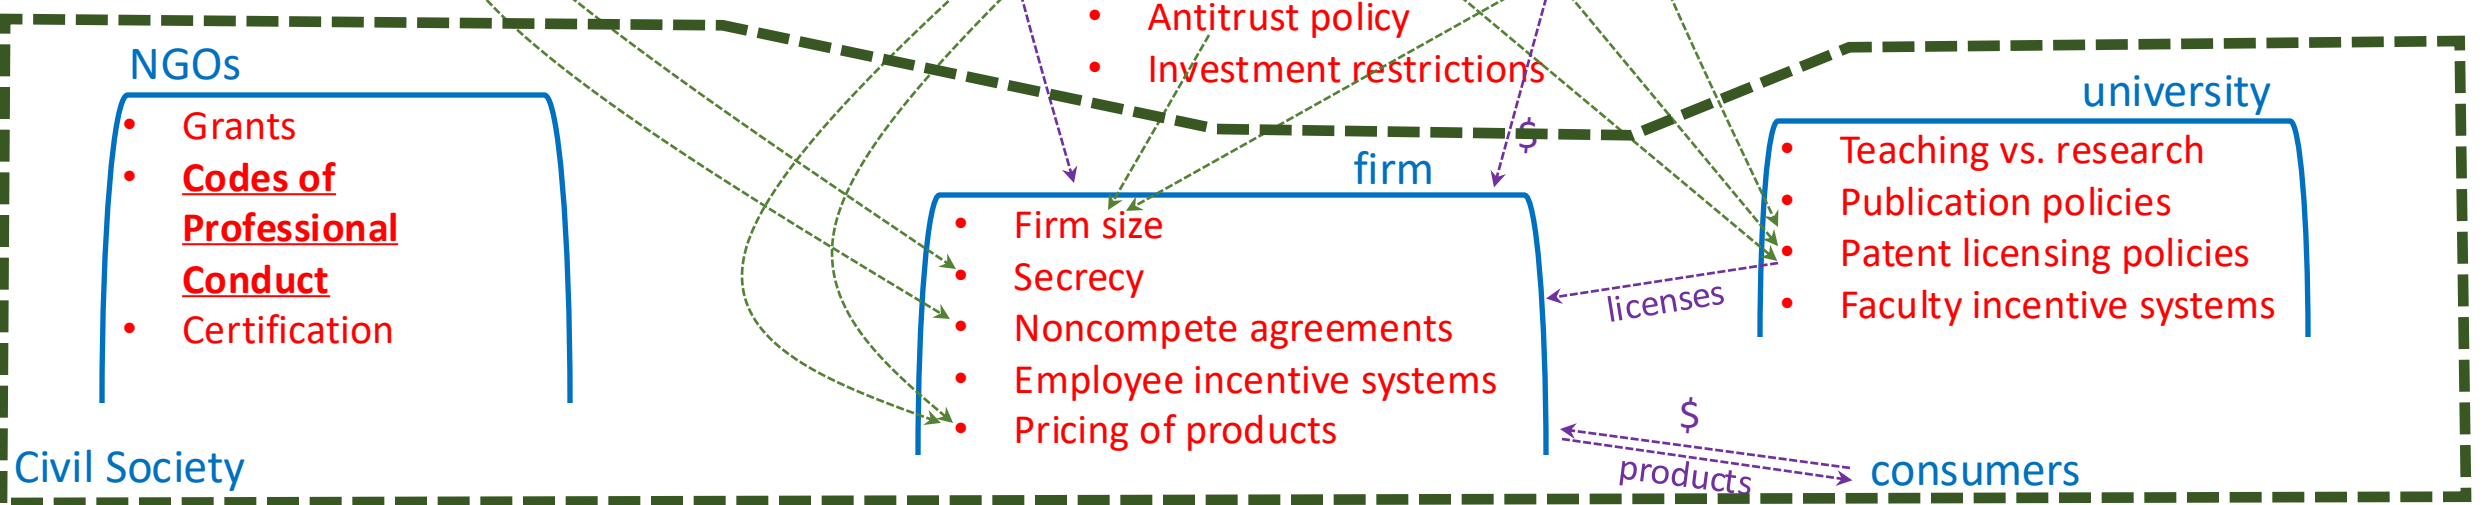 Antitrust policy
Investment restrictions
NGOs
Grants
Codes of
Professional
Conduct
Certification
Civil Society
$
firm
Firm size
Secrecy
Noncompete agreements
Employee incentive systems
Pricing of products
university
Teaching vs. research
Publication policies
Patent licensing policies
Faculty incentive systems
licenses
$
products
consumers